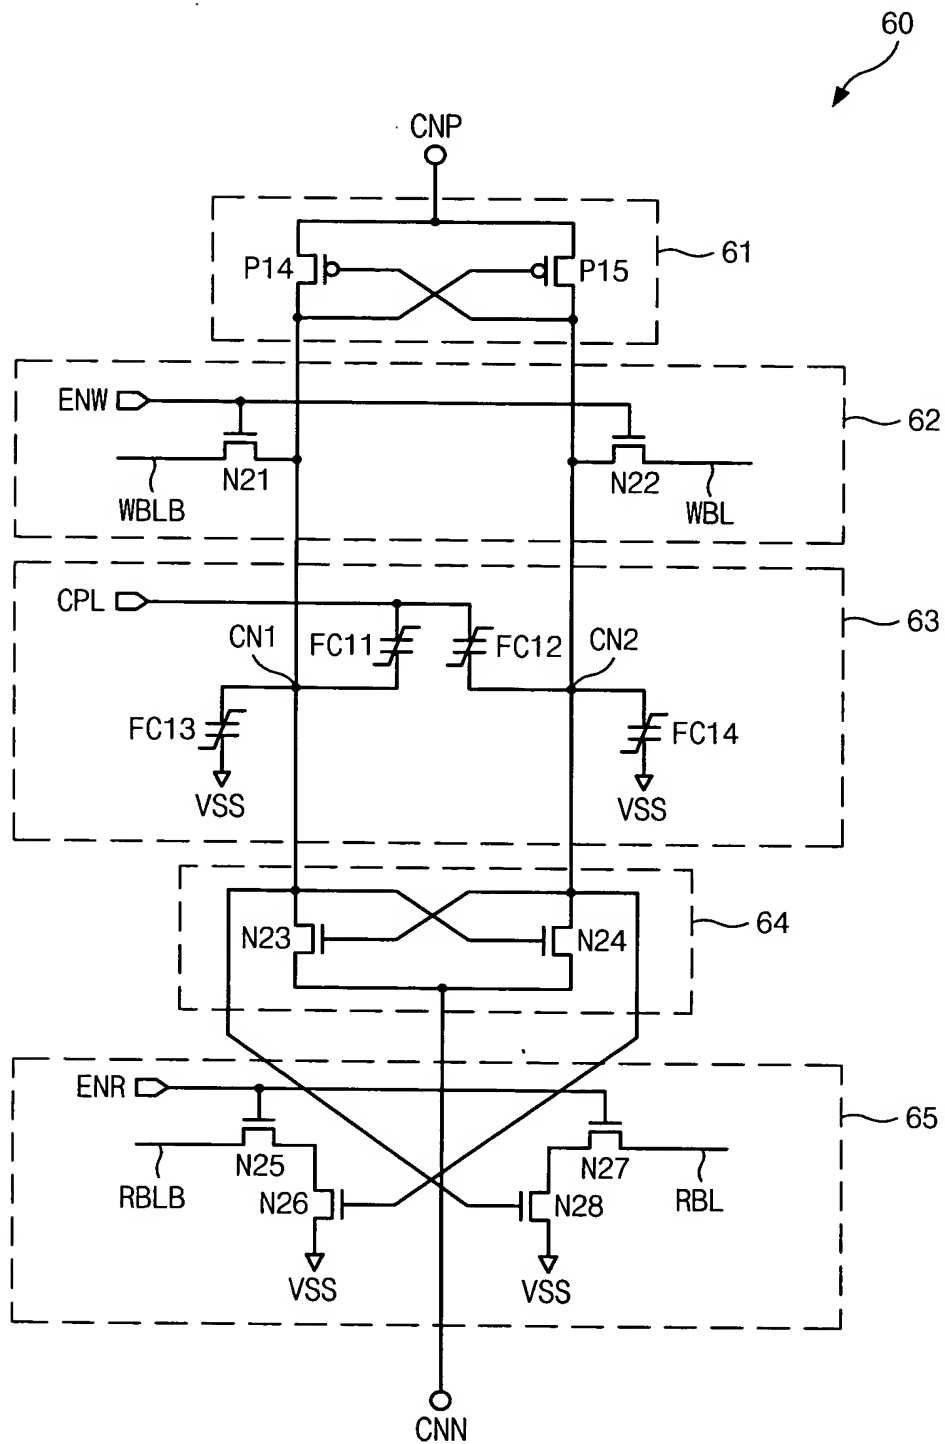 60
CNP
P14
P15
61
ENW
62
N21
N22
WBLB
WBL
CPL
63
CN1
FC11
FC12
CN2
FC13
FC14
VSS
VSS
N23
N24
64
ENR
65
N25
N27
RBLB
N26
N28
RBL
VSS
VSS
CNN